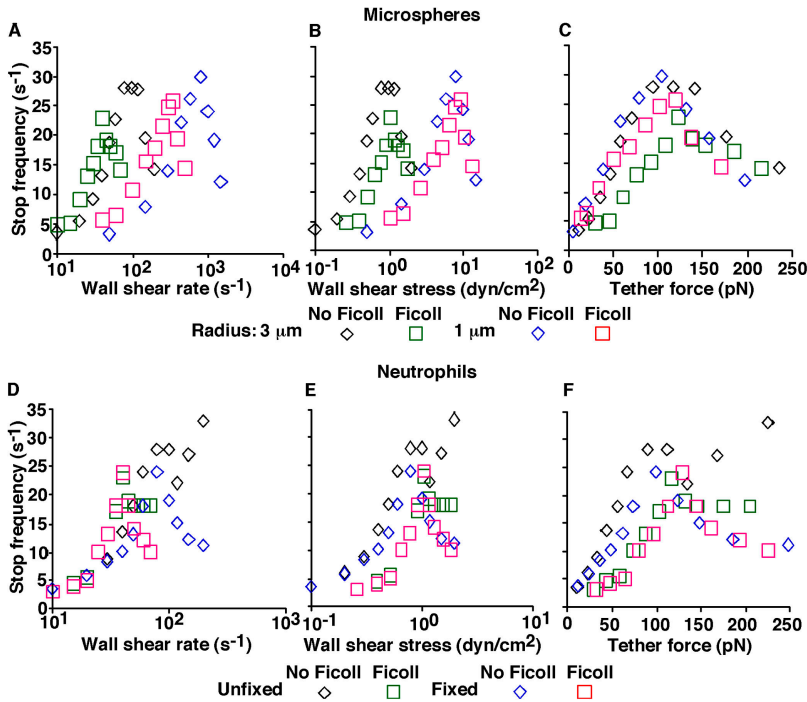 Microspheres
A
B
C
Stop frequency (s-1)
35
30
25
20
15
10
5
0
101
102
103
104
Wall shear rate (s-1)
10-1
100
101
102
Wall shear stress (dyn/cm2)
0
50
100
150
200
250
Tether force (pN)
No Ficoll
Ficoll
No Ficoll
Ficoll
Radius: 3 µm
1 µm
Neutrophils
D
E
F
Stop frequency (s-1)
35
30
25
20
15
10
5
0
101
102
103
Wall shear rate (s-1)
10-1
100
101
Wall shear stress (dyn/cm2)
0
50
100
150
200
250
Tether force (pN)
No Ficoll
Ficoll
No Ficoll
Ficoll
Unfixed
Fixed